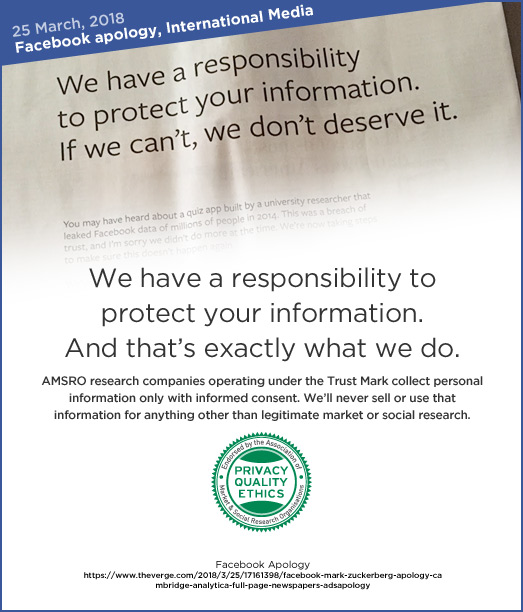 25 March, 2018
Facebook apology, International Media
We have a responsibility
to protect your information.
If we can't, we don't deserve it.
You may have heard about a quiz app built by a university researcher that
leaked Facebook data of millions of people in 2014. This was a breach of
trust, and I'm sorry we didn't do more at the time. We're now taking steps
to make sure this doesn't happen again.
We have a responsibility to
protect your information.
And that's exactly what we do.
AMSRO research companies operating under the Trust Mark collect personal
information only with informed consent. We'll never sell or use that
information for anything other than legitimate market or social research.
Endorsed by the Association of
PRIVACY
QUALITY
ETHICS
Market & Social Research Organisations
Facebook Apology
https://www.theverge.com/2018/3/25/17161398/facebook-mark-zuckerberg-apology-ca
mbridge-analytica-full-page-newspapers-adsapology